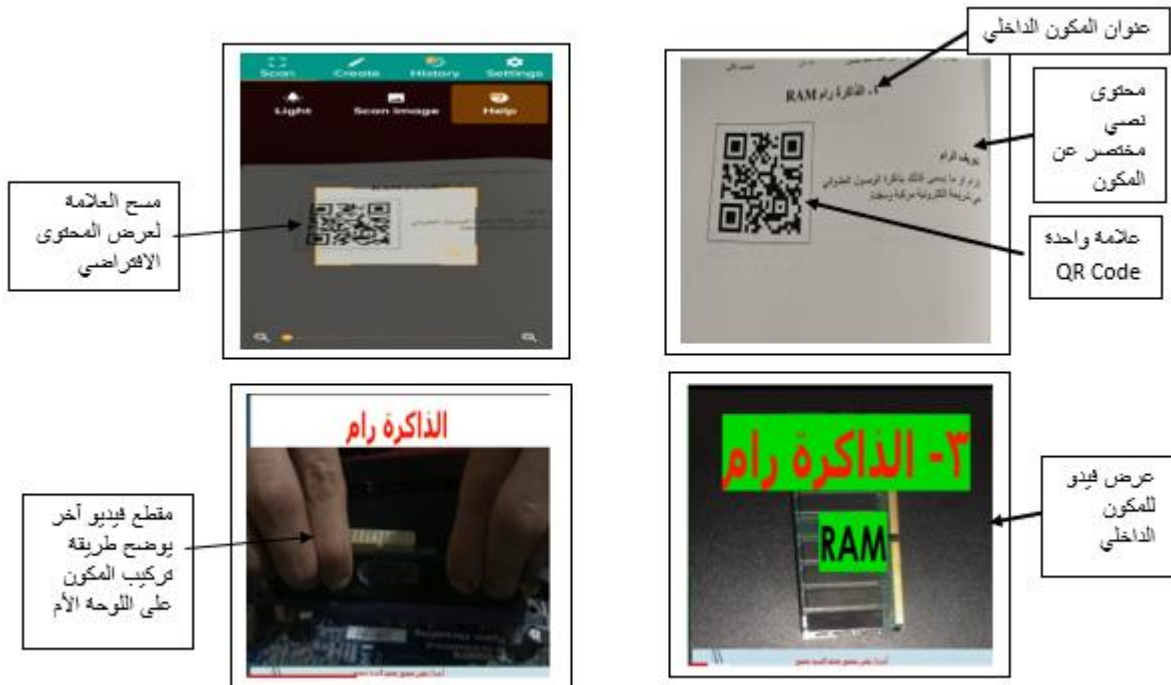 عنوان المكون الداخلي
محتوى
نصي
مختصر عن
المكون
علامة واحدة
QR Code
الذاكرة رام RAM
الرام
Scan Create History Settings
Light Scan Image Help
مسح العلامة
لعرض المحتوى
الافتراضي
٣- الذاكرة رام
RAM
عرض فيديو
للمكون
الداخلي
الذاكرة رام
مقطع فيديو آخر
يوضح طريقة
تركيب المكون
على اللوحة الأم